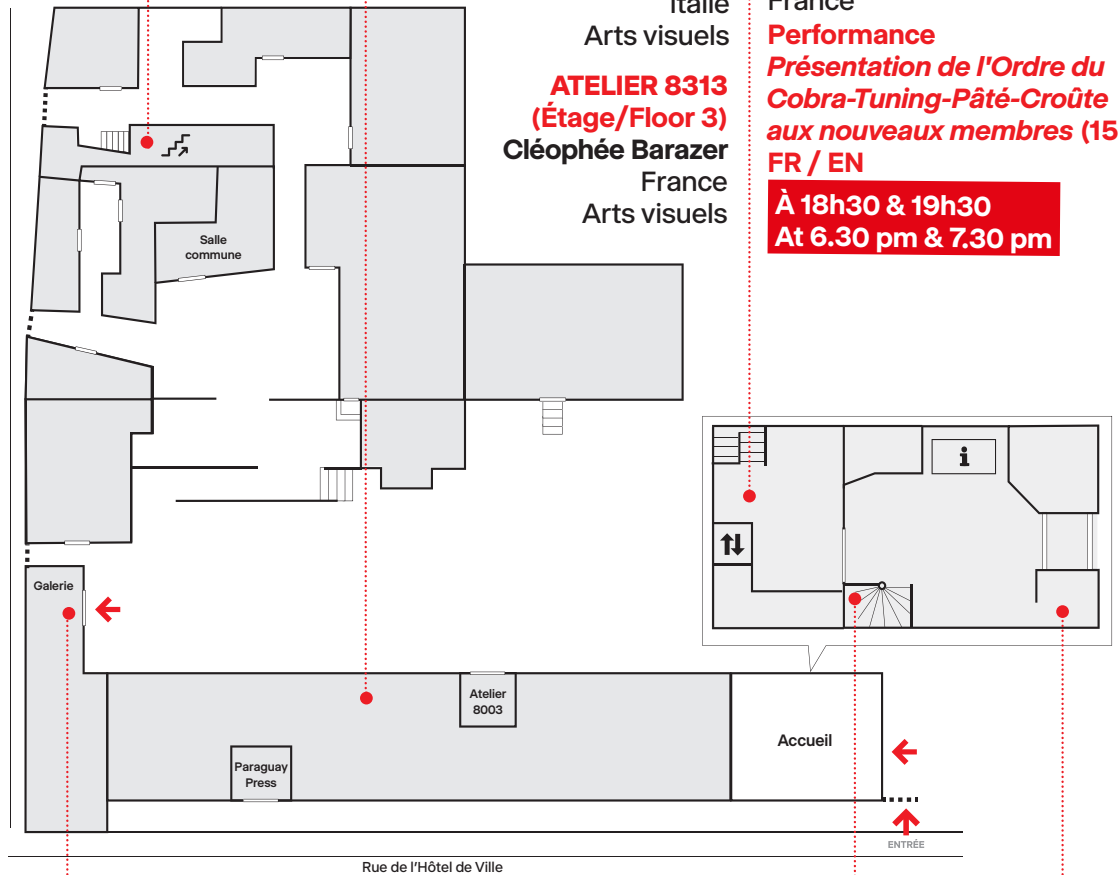 Italie
Arts visuels
ATELIER 8313
(Étage/Floor 3)
Cléophée Barazer
France
Arts visuels
France
Performance
Présentation de l'Ordre du
Cobra-Tuning-Pâté-Croûte
aux nouveaux membres (15
FR / EN
À 18h30 & 19h30
At 6.30 pm & 7.30 pm
Salle
commune
i
Galerie
Atelier
8003
Paraguay
Press
Accueil
ENTRÉE
Rue de l'Hôtel de Ville